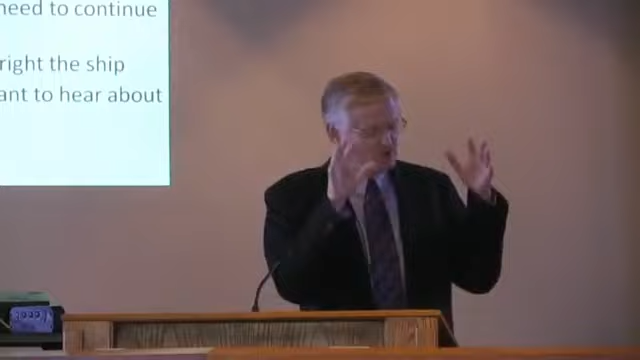 need to continue
right the ship
ant to hear about